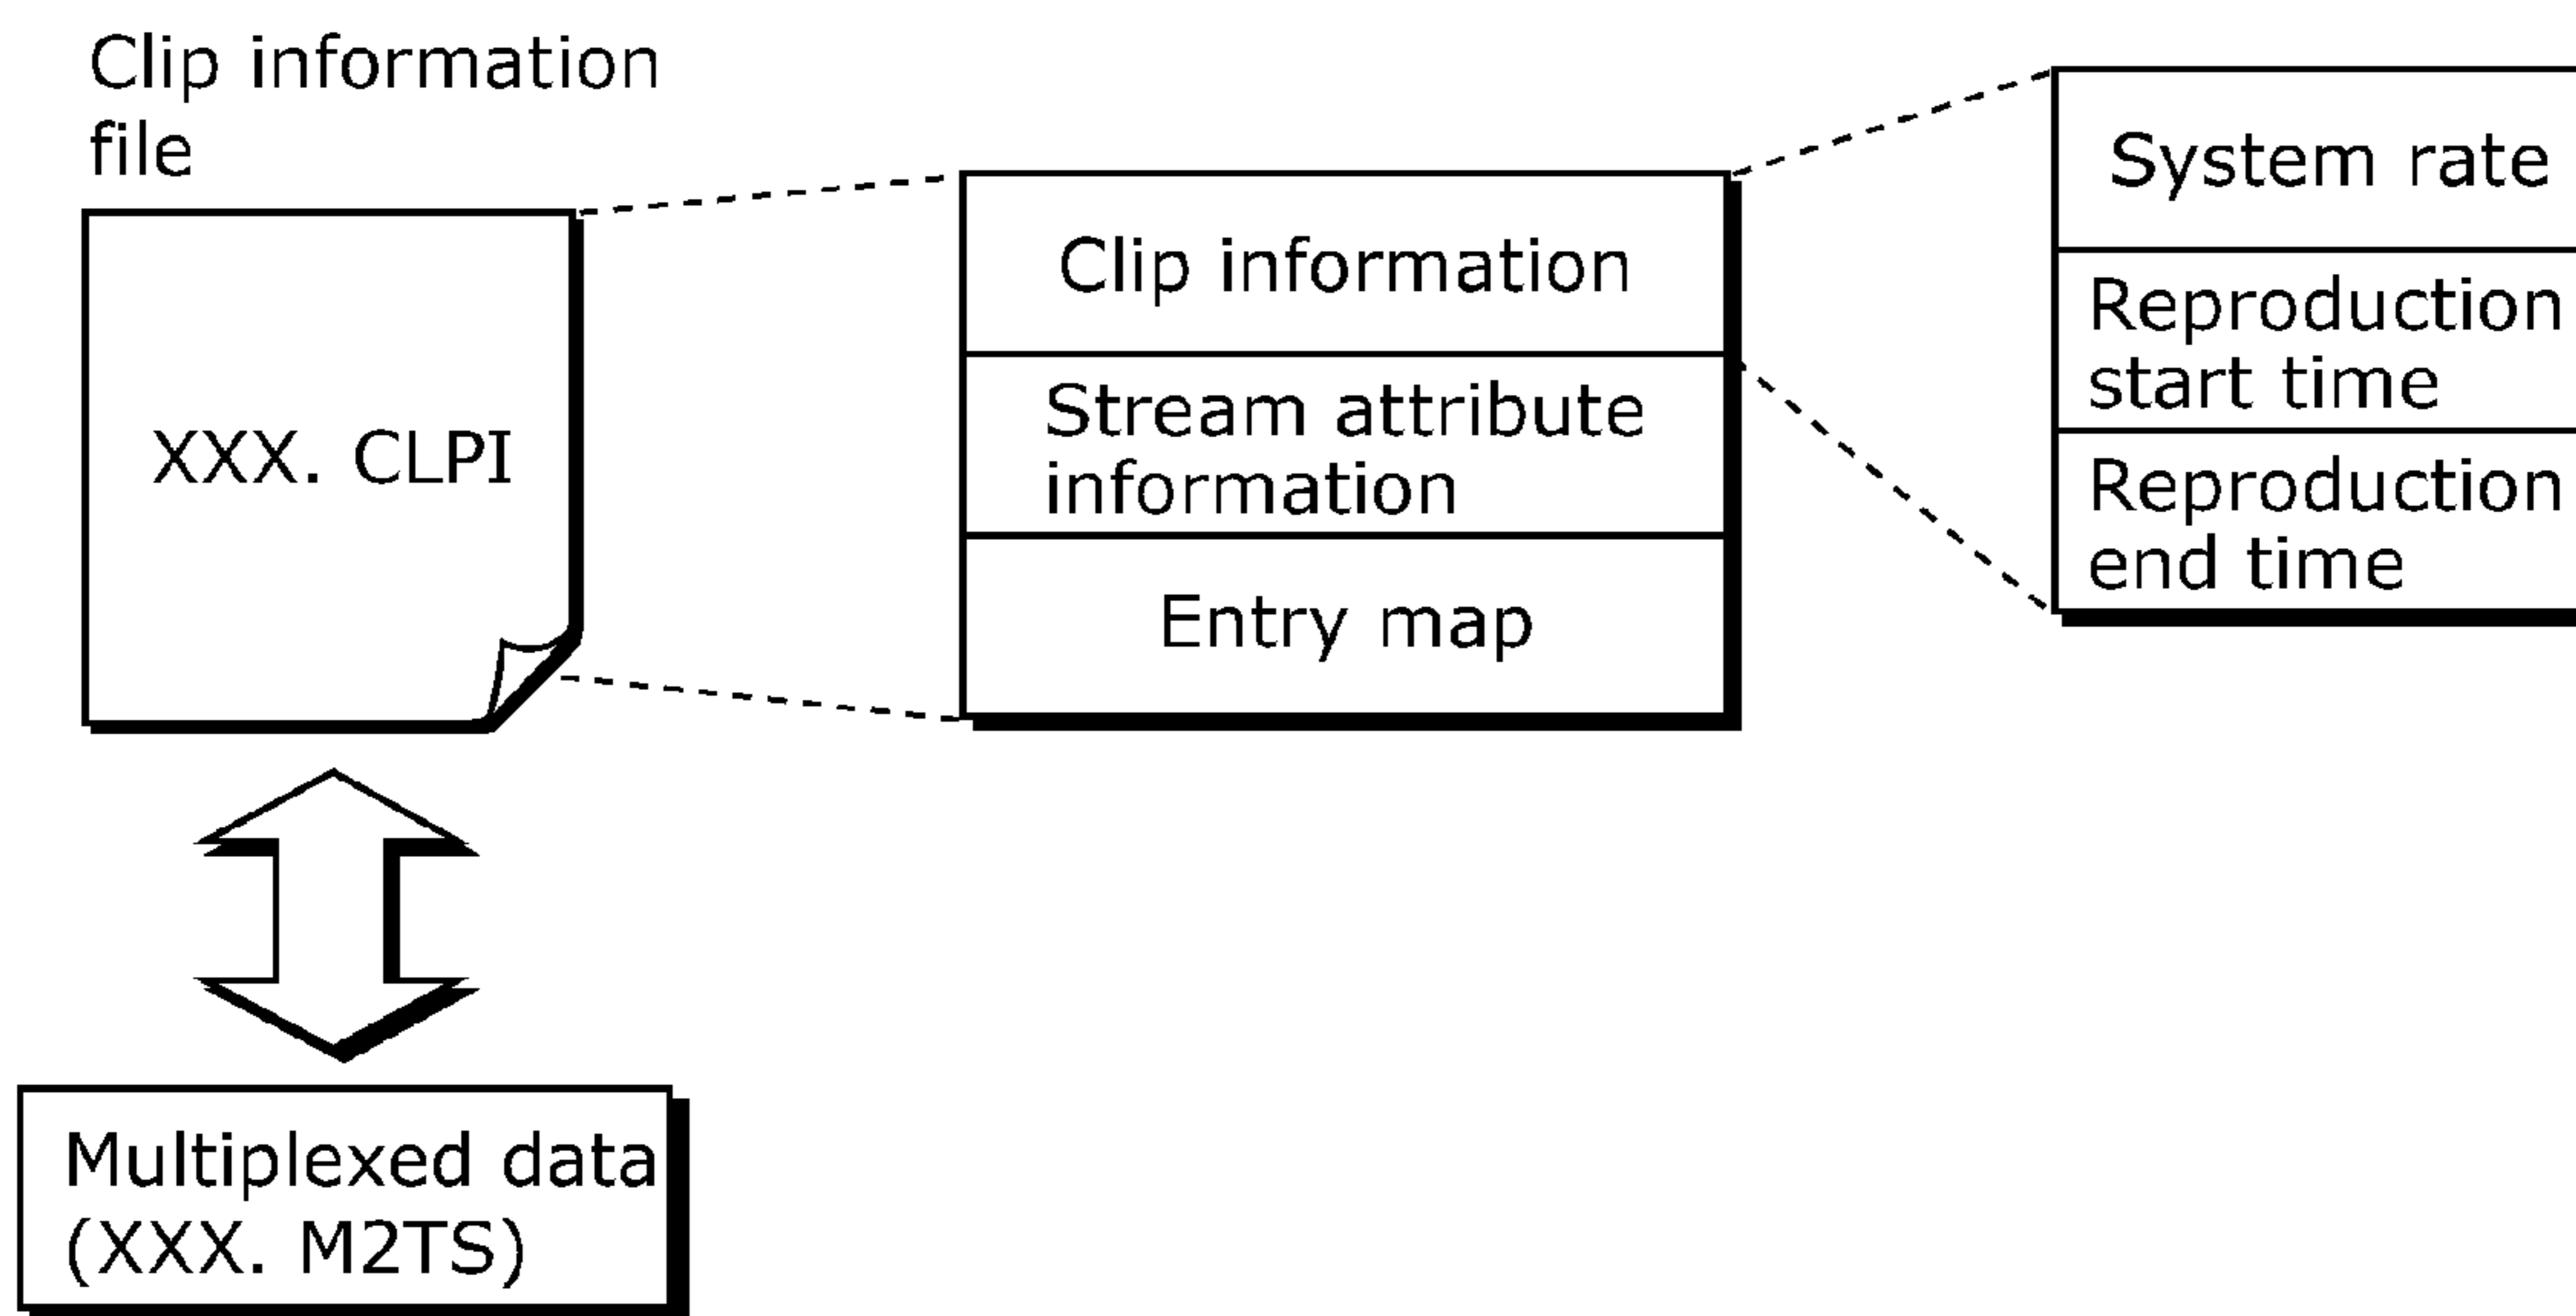 Clip information
file
XXX. CLPI
Multiplexed data
(XXX. M2TS)
Clip information
Stream attribute
information
Entry map
System rate
Reproduction
start time
Reproduction
end time